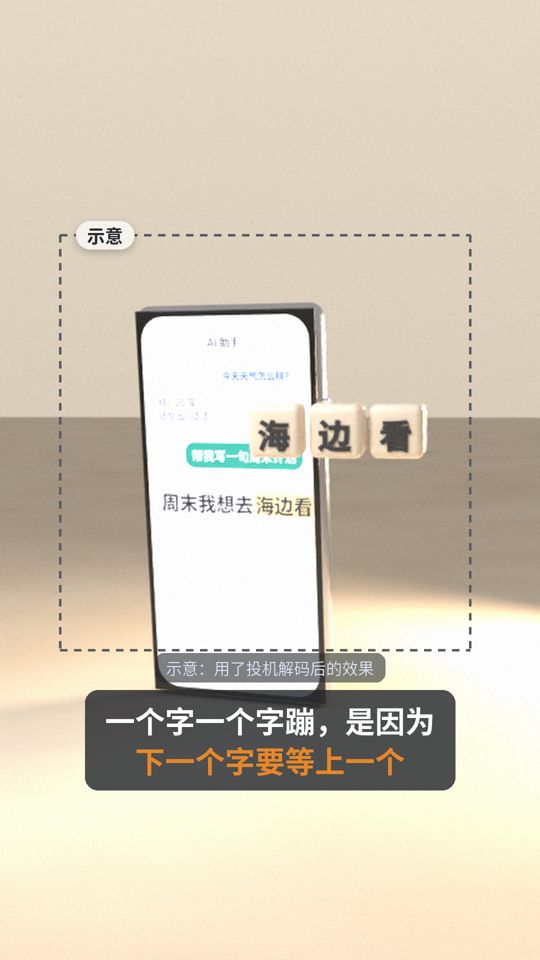 示意
AI 助手
今天天气怎么样?
海 边 看
帮我写一句周末计划
周末我想去海边看
示意：用了投机解码后的效果
一个字一个字蹦，是因为
下一个字要等上一个